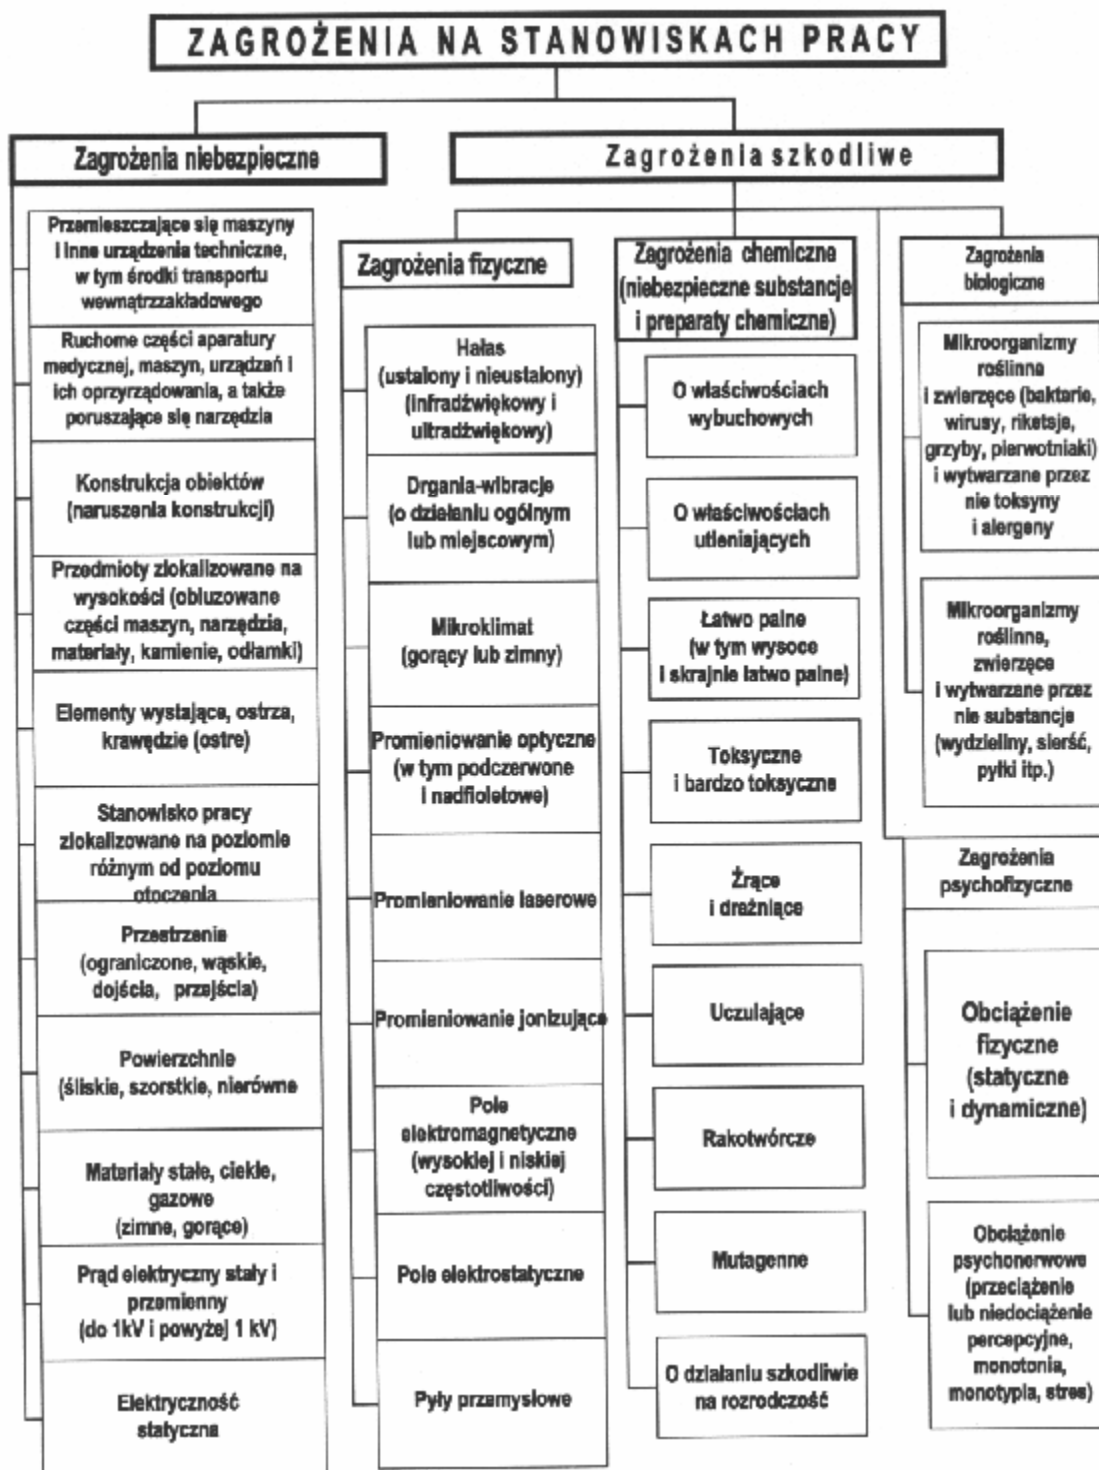 ZAGROŻENIA NA STANOWISKACH PRACY
Zagrożenia niebezpieczne
Przemieszczające się maszyny
I Inne urządzenia techniczne,
w tym środki transportu
wewnątrzzakładowego
Ruchome części aparatury
medycznej, maszyn, urządzeń i
ich oprzyrządowania, a także
poruszające się narzędzia
Konstrukcja obiektów
(naruszenia konstrukcji)
Przedmioty zlokalizowane na
wysokości (obluzowane
części maszyn, narzędzia,
materiały, kamienie, odłamki)
Elementy wystające, ostrza,
krawędzie (ostre)
Stanowisko pracy
zlokalizowane na poziomie
różnym od poziomu
otoczenia
Przestrzenie
(ograniczone, wąskie,
dojścia, przejścia)
Powierzchnie
(śliskie, szorstkie, nierówne
Materiały stałe, ciekłe,
gazowe
(zimne, gorące)
Prąd elektryczny stały i
przemienny
(do 1kV i powyżej 1 kV)
Elektryczność
statyczna
Zagrożenia szkodliwe
Zagrożenia fizyczne
Hałas
(ustalony i nieustalony)
(infradźwiękowy i
ultradźwiękowy)
Drgania-wibracje
(o działaniu ogólnym
lub miejscowym)
Mikroklimat
(gorący lub zimny)
Promieniowanie optyczne
(w tym podczerwone
I nadfioletowe)
Promieniowanie laserowe
Promieniowanie jonizujące
Pole
elektromagnetyczne
(wysokiej i niskiej
częstotliwości)
Pole elektrostatyczne
Pyły przemysłowe
Zagrożenia chemiczne
(niebezpieczne substancje
i preparaty chemiczne)
O właściwościach
wybuchowych
O właściwościach
utleniających
Łatwo palne
(w tym wysoce
I skrajnie łatwo palne)
Toksyczne
i bardzo toksyczne
Żrące
i drażniące
Uczulające
Rakotwórcze
Mutagenne
O działaniu szkodliwie
na rozrodczość
Zagrożenia
biologiczne
Mikroorganizmy
roślinne
i zwierzęce (bakterie,
wirusy, riketsje,
grzyby, pierwotniaki)
i wytwarzane przez
nie toksyny
i alergeny
Mikroorganizmy
roślinne,
zwierzęce
i wytwarzane przez
nie substancje
(wydzieliny, sierść,
pyłki itp.)
Zagrożenia
psychofizyczne
Obciążenie
fizyczne
(statyczne
i dynamiczne)
Obciążenie
psychonerwowe
(przeciążenie
lub niedociążenie
percepcyjne,
monotonia,
monotypia, stres)